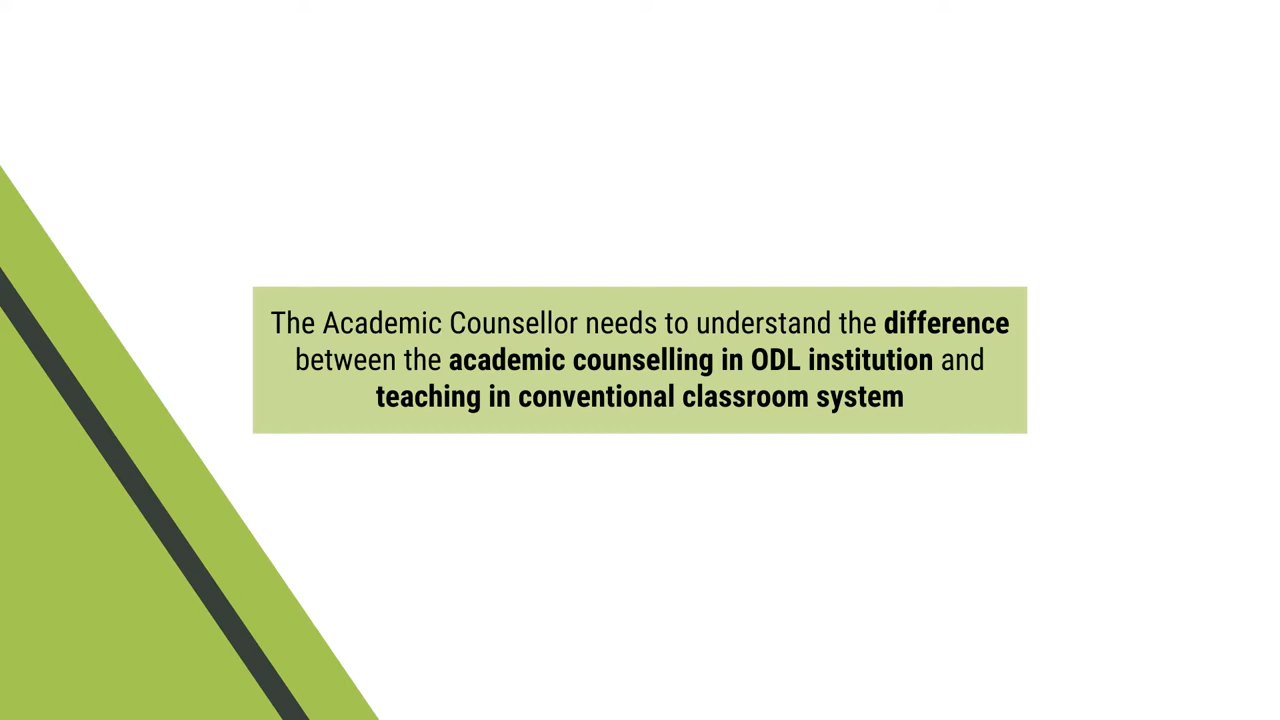 The Academic Counsellor needs to understand the difference
between the academic counselling in ODL institution and
teaching in conventional classroom system